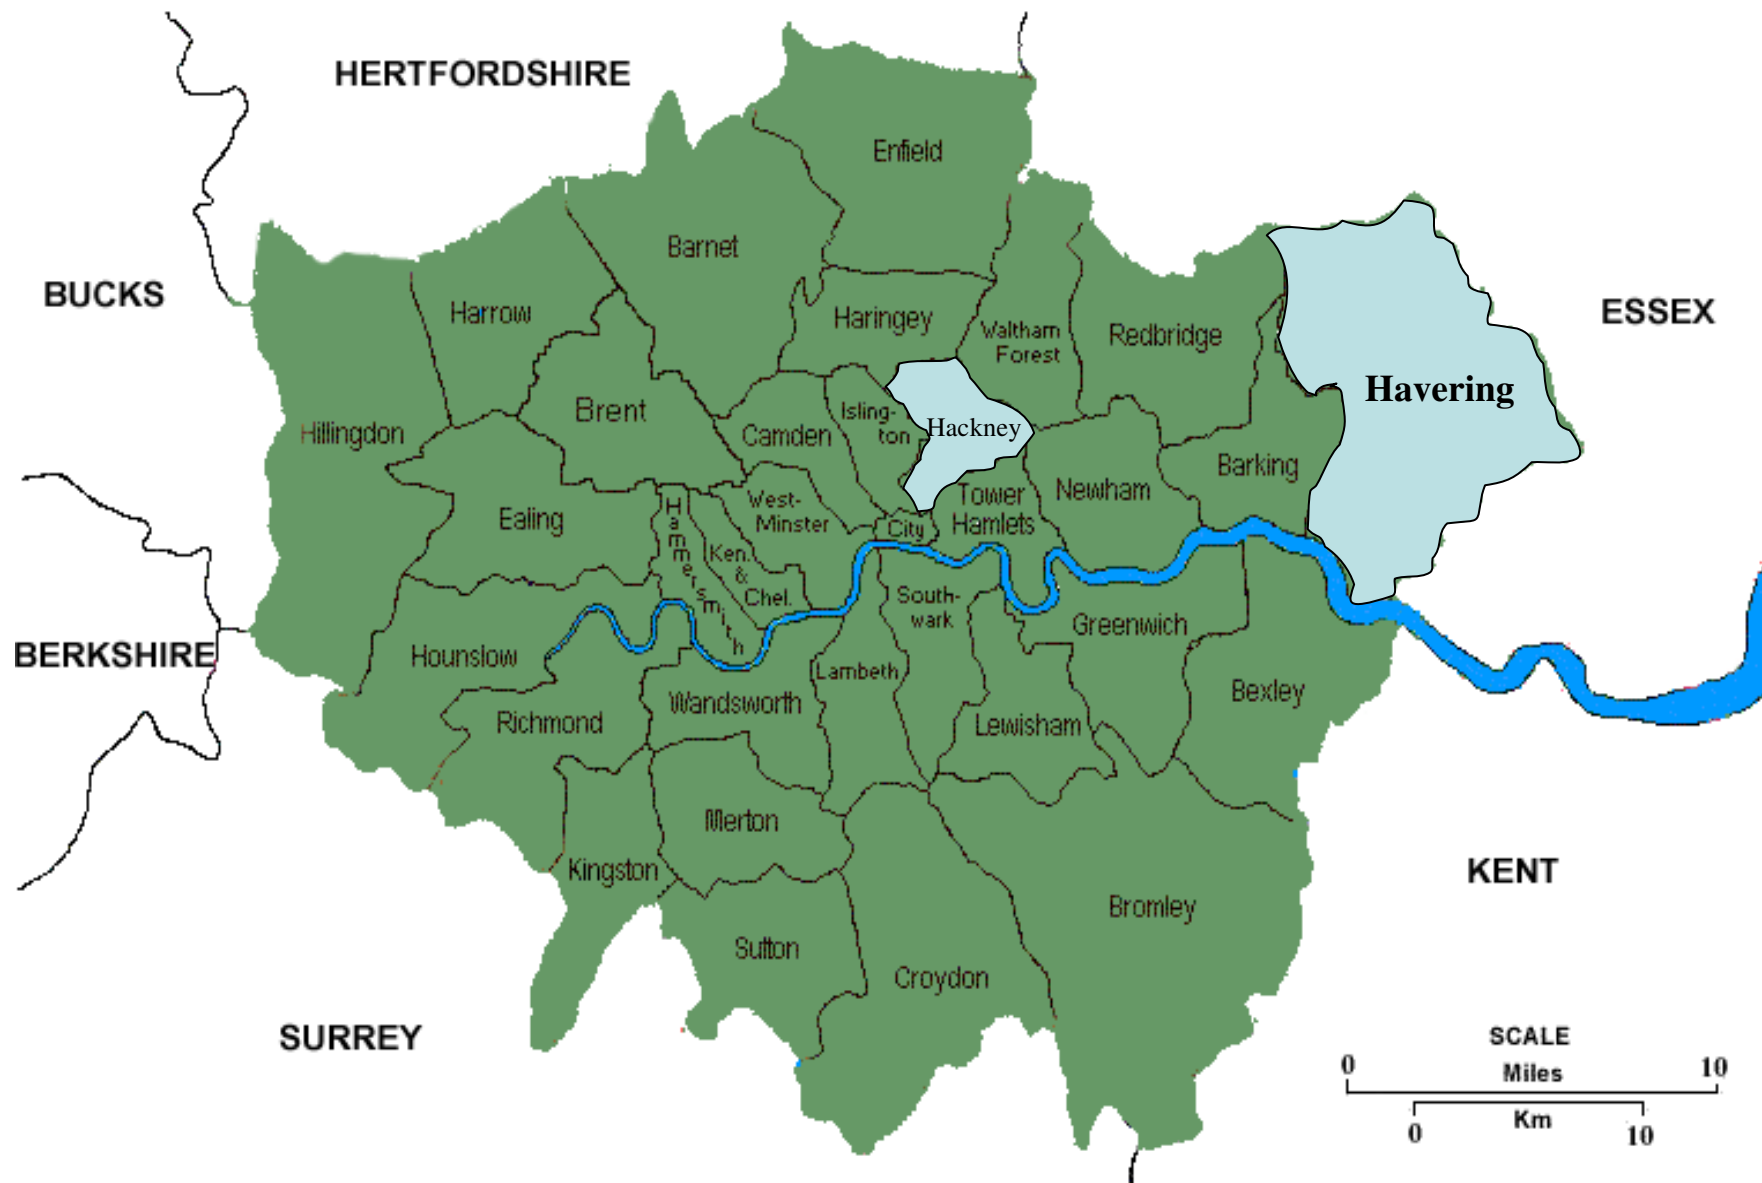 HERTFORDSHIRE
Enfield
Barnet
BUCKS
Harrow
Haringey
Waltham
Forest
Redbridge
ESSEX
Havering
Brent
Isling-
ton
Hackney
Hillingdon
Camden
Barking
Newham
West-
Minster
Tower
Hamlets
Ealing
City
Hammersmith
Ken.
&
Chel.
South-
wark
Greenwich
BERKSHIRE
Hounslow
Lambeth
Bexley
Richmond
Wandsworth
Lewisham
Merton
Kingston
KENT
Bromley
Sutton
Croydon
SURREY
SCALE
0 Miles 10
Km
0 10